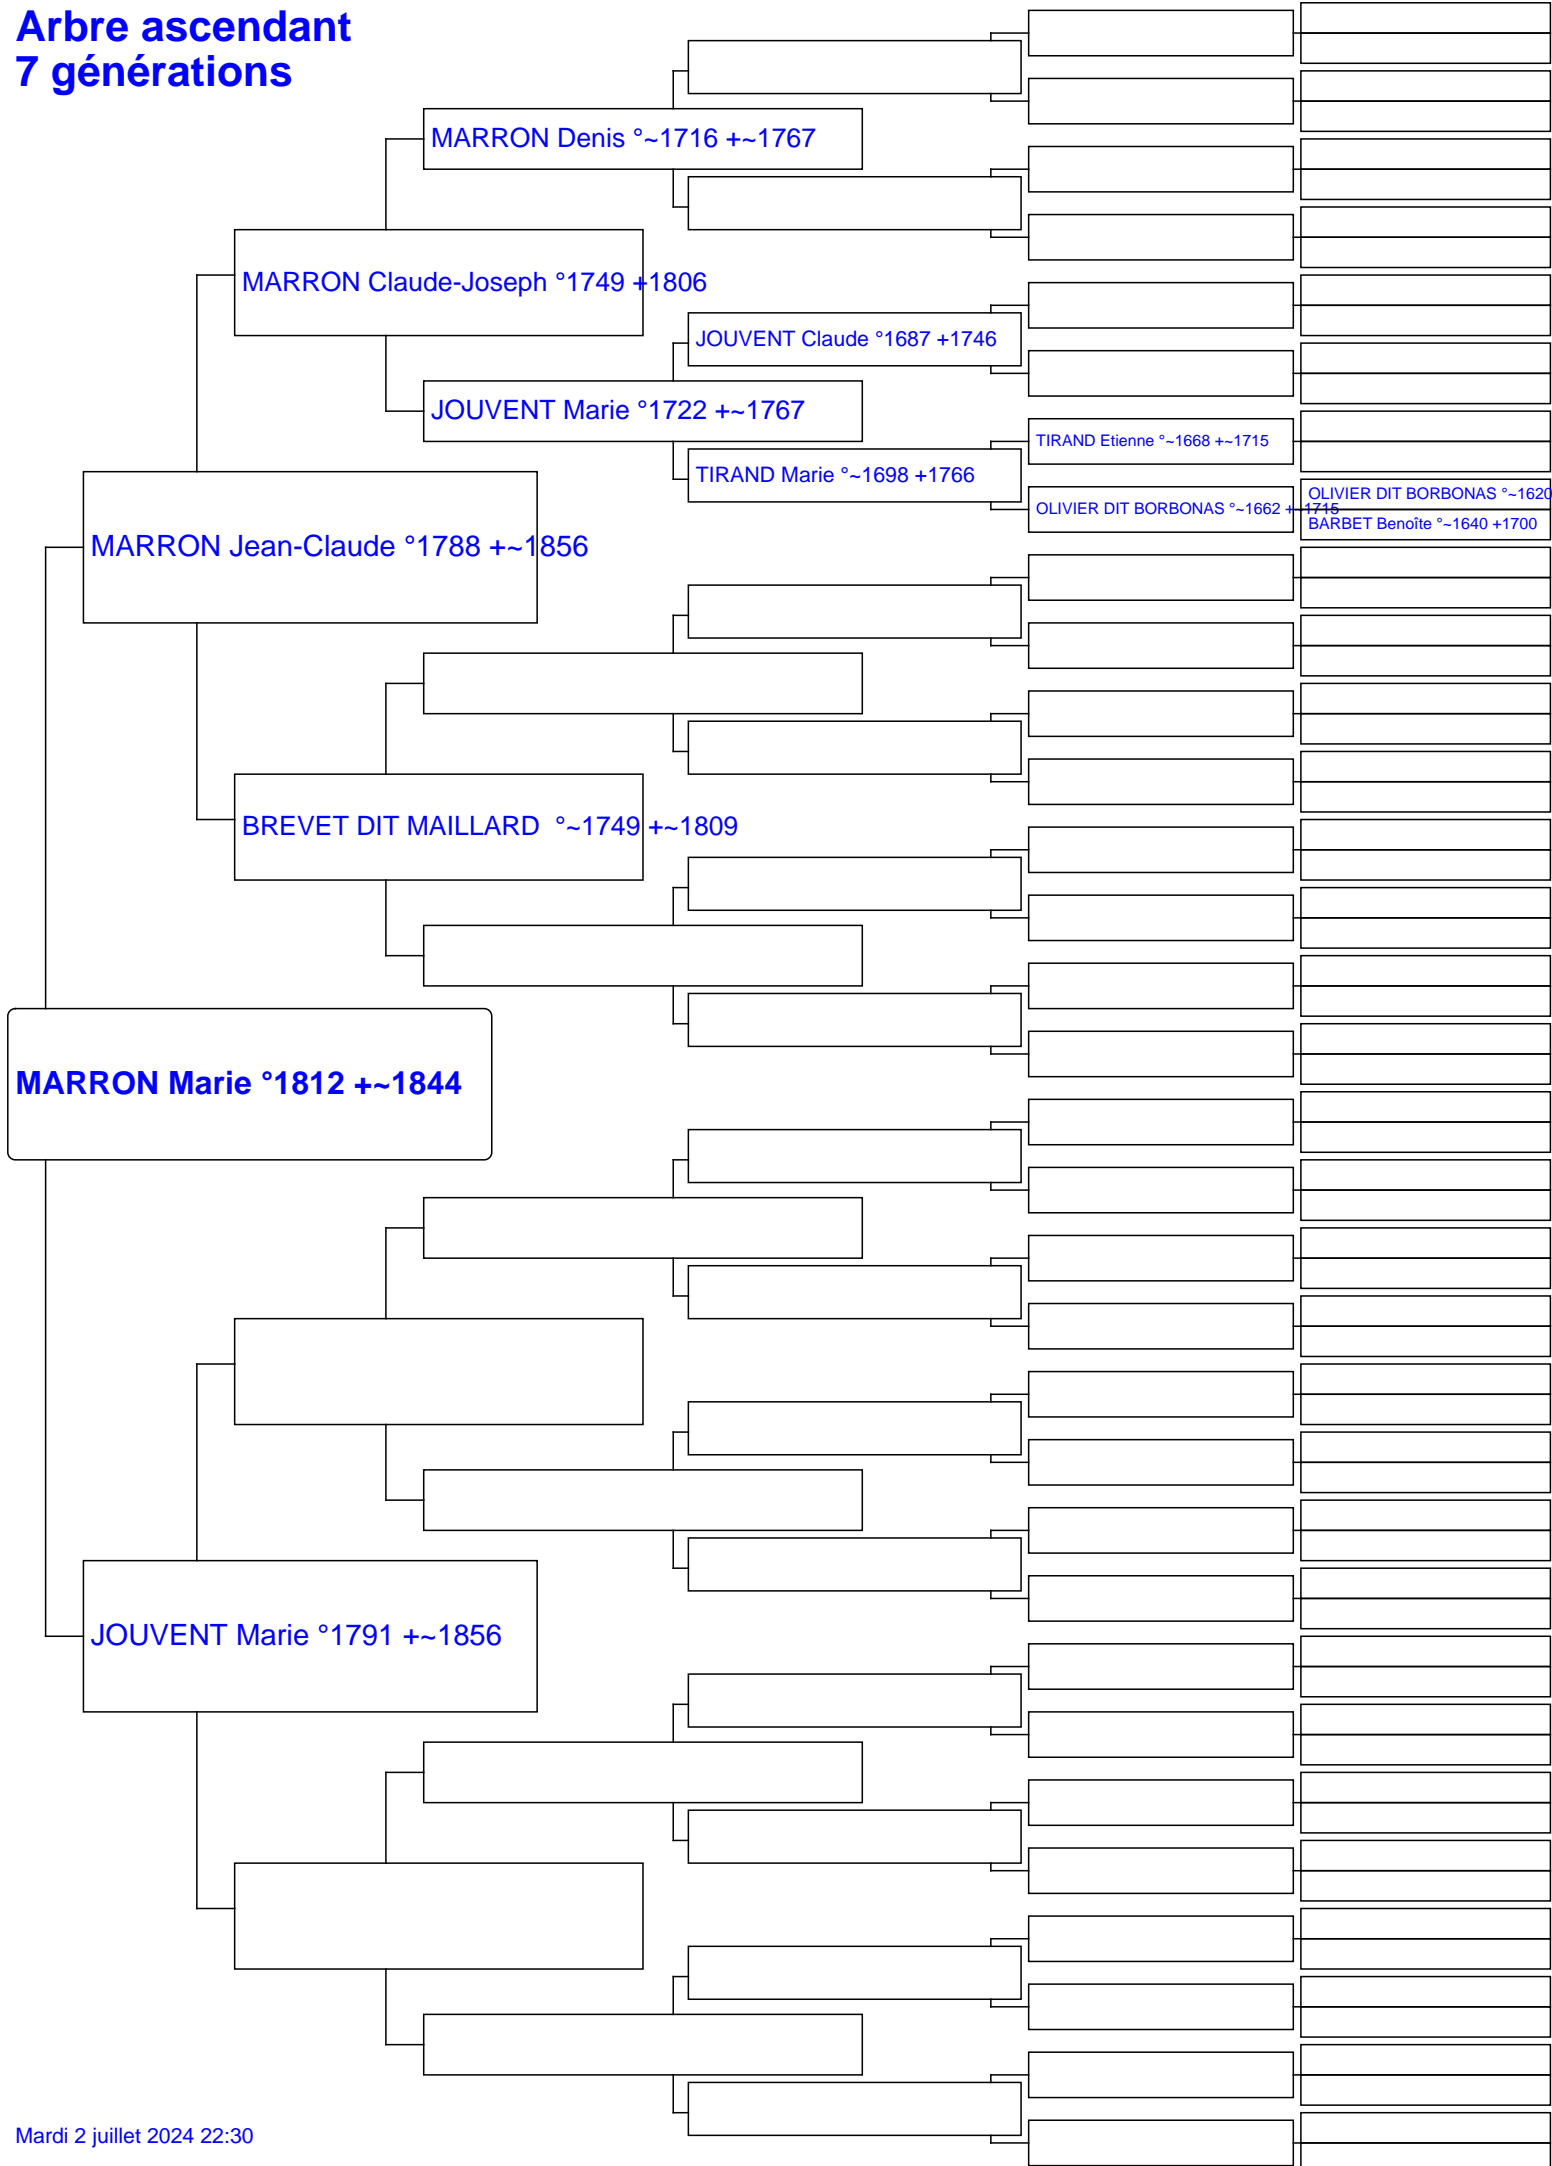 Arbre ascendant
7 générations
MARRON Denis °~1716 +~1767
MARRON Claude-Joseph °1749 +1806
JOUVENT Claude °1687 +1746
JOUVENT Marie °1722 +~1767
TIRAND Etienne °~1668 +~1715
TIRAND Marie °~1698 +1766
OLIVIER DIT BORBONAS °~1620
OLIVIER DIT BORBONAS °~1662 +~1715
BARBET Benoîte °~1640 +1700
MARRON Jean-Claude °1788 +~1856
BREVET DIT MAILLARD °~1749 +~1809
MARRON Marie °1812 +~1844
JOUVENT Marie °1791 +~1856
Mardi 2 juillet 2024 22:30